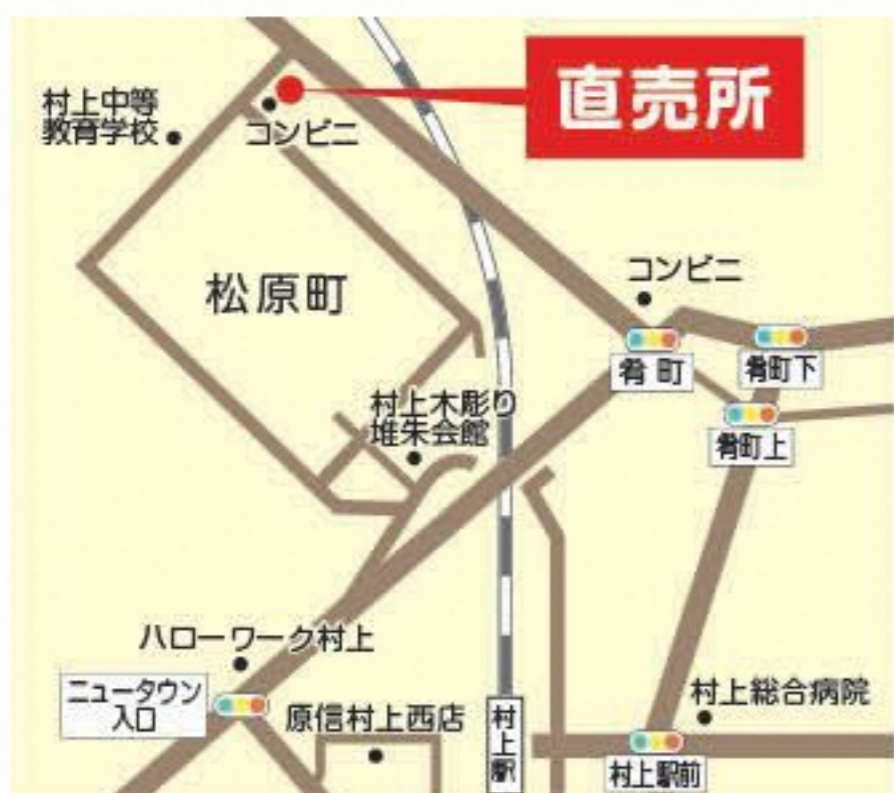 直売所
村上中等
教育学校
コンビニ
松原町
コンビニ
肴町
肴町下
肴町上
村上木彫り
堆朱会館
ハローワーク村上
ニュータウン
入口
原信村上西店
村上駅
村上総合病院
村上駅前